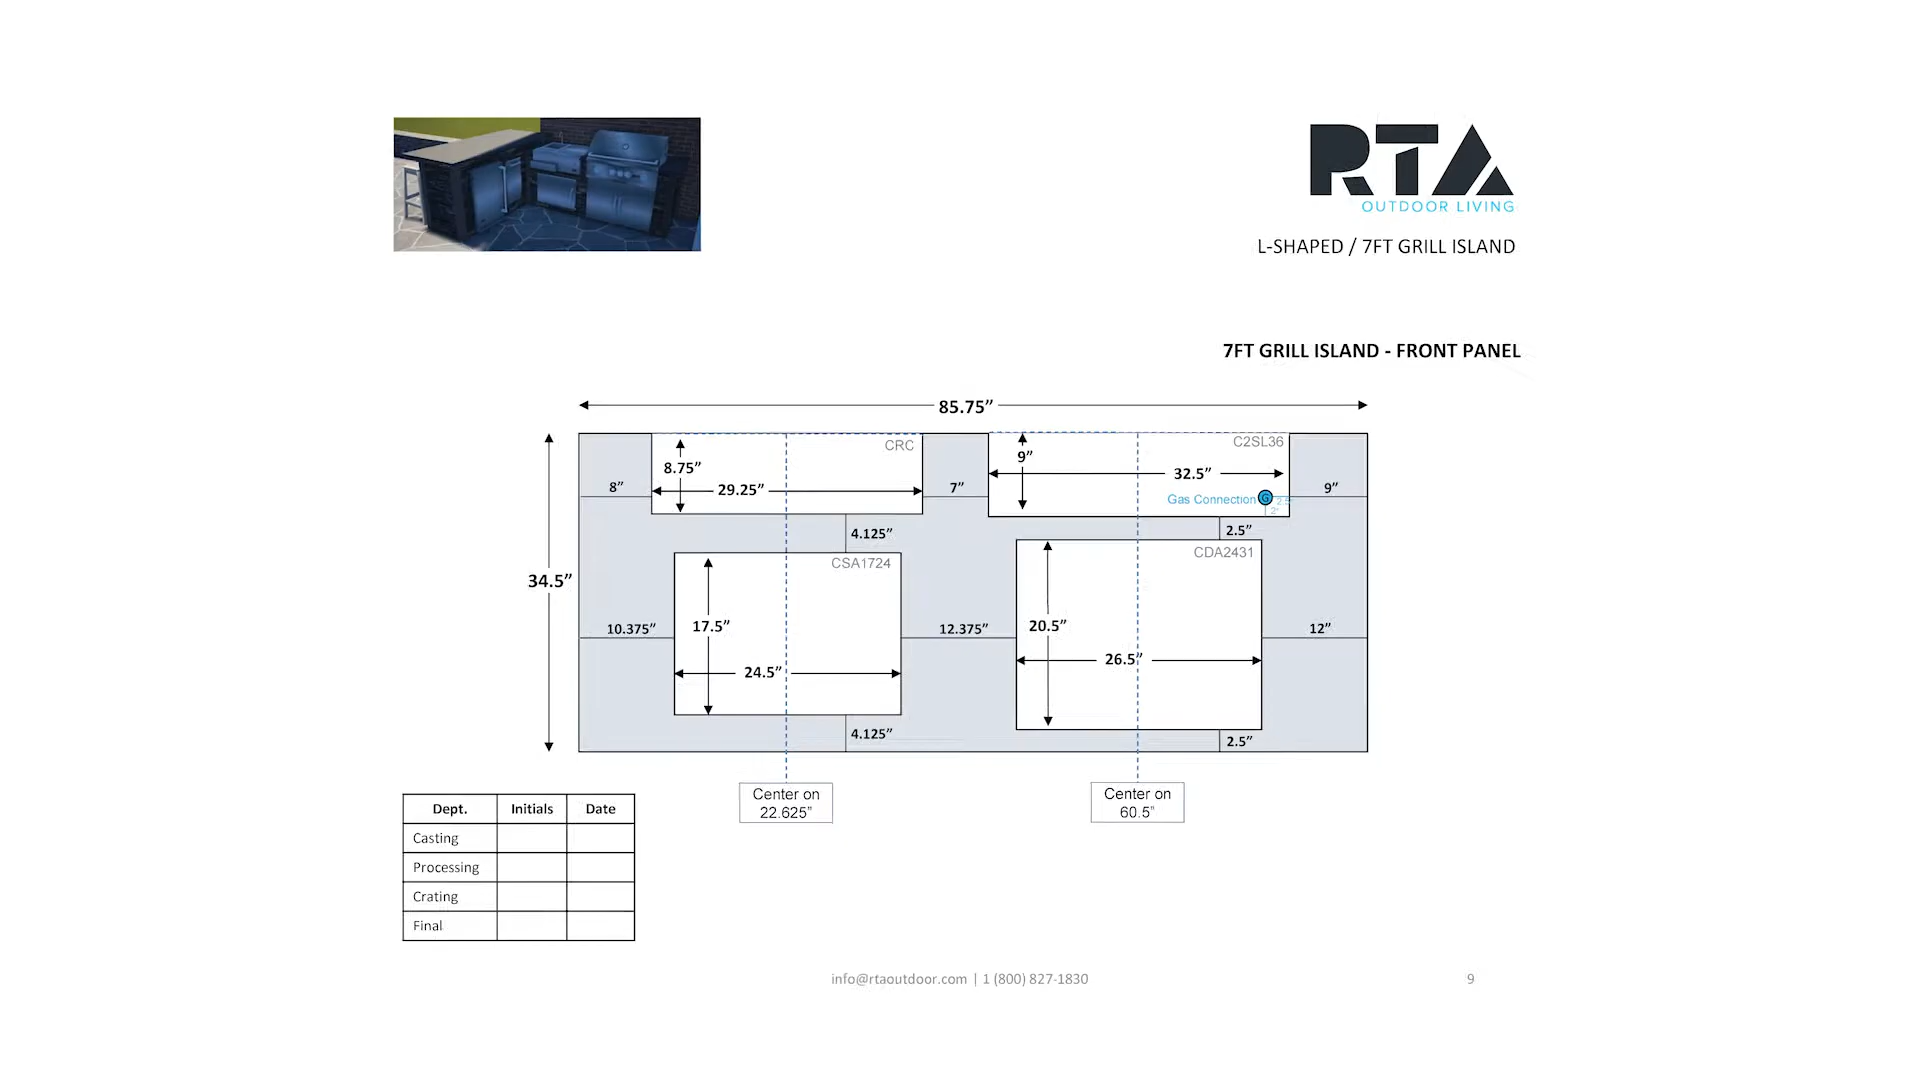 RTA
OUTDOOR LIVING
L-SHAPED / 7FT GRILL ISLAND
7FT GRILL ISLAND - FRONT PANEL
85.75”
CRC
C2SL36
8.75”
9”
29.25”
32.5”
8”
7”
9”
Gas Connection
G
2.5"
2"
4.125”
2.5”
CSA1724
CDA2431
34.5”
10.375”
17.5”
12.375”
20.5”
12”
24.5”
26.5”
4.125”
2.5”
Center on
22.625”
Center on
60.5”
Dept. Initials Date
Casting
Processing
Crating
Final
info@rtaoutdoor.com | 1 (800) 827-1830
9